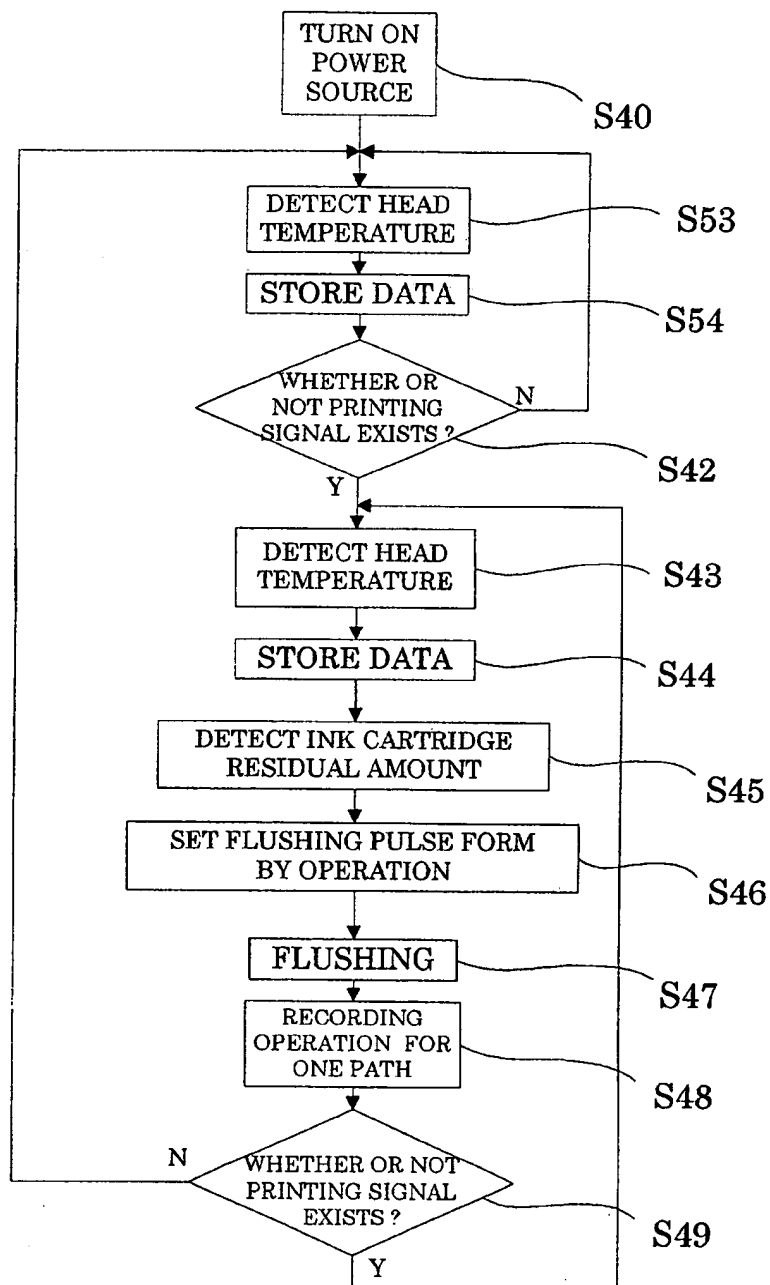 TURN ON
POWER
SOURCE
S40
DETECT HEAD
TEMPERATURE
S53
STORE DATA
S54
WHETHER OR
NOT PRINTING
SIGNAL EXISTS ?
N
S42
Y
DETECT HEAD
TEMPERATURE
S43
STORE DATA
S44
DETECT INK CARTRIDGE
RESIDUAL AMOUNT
S45
SET FLUSHING PULSE FORM
BY OPERATION
S46
FLUSHING
S47
RECORDING
OPERATION FOR
ONE PATH
S48
N
WHETHER OR NOT
PRINTING SIGNAL
EXISTS ?
S49
Y